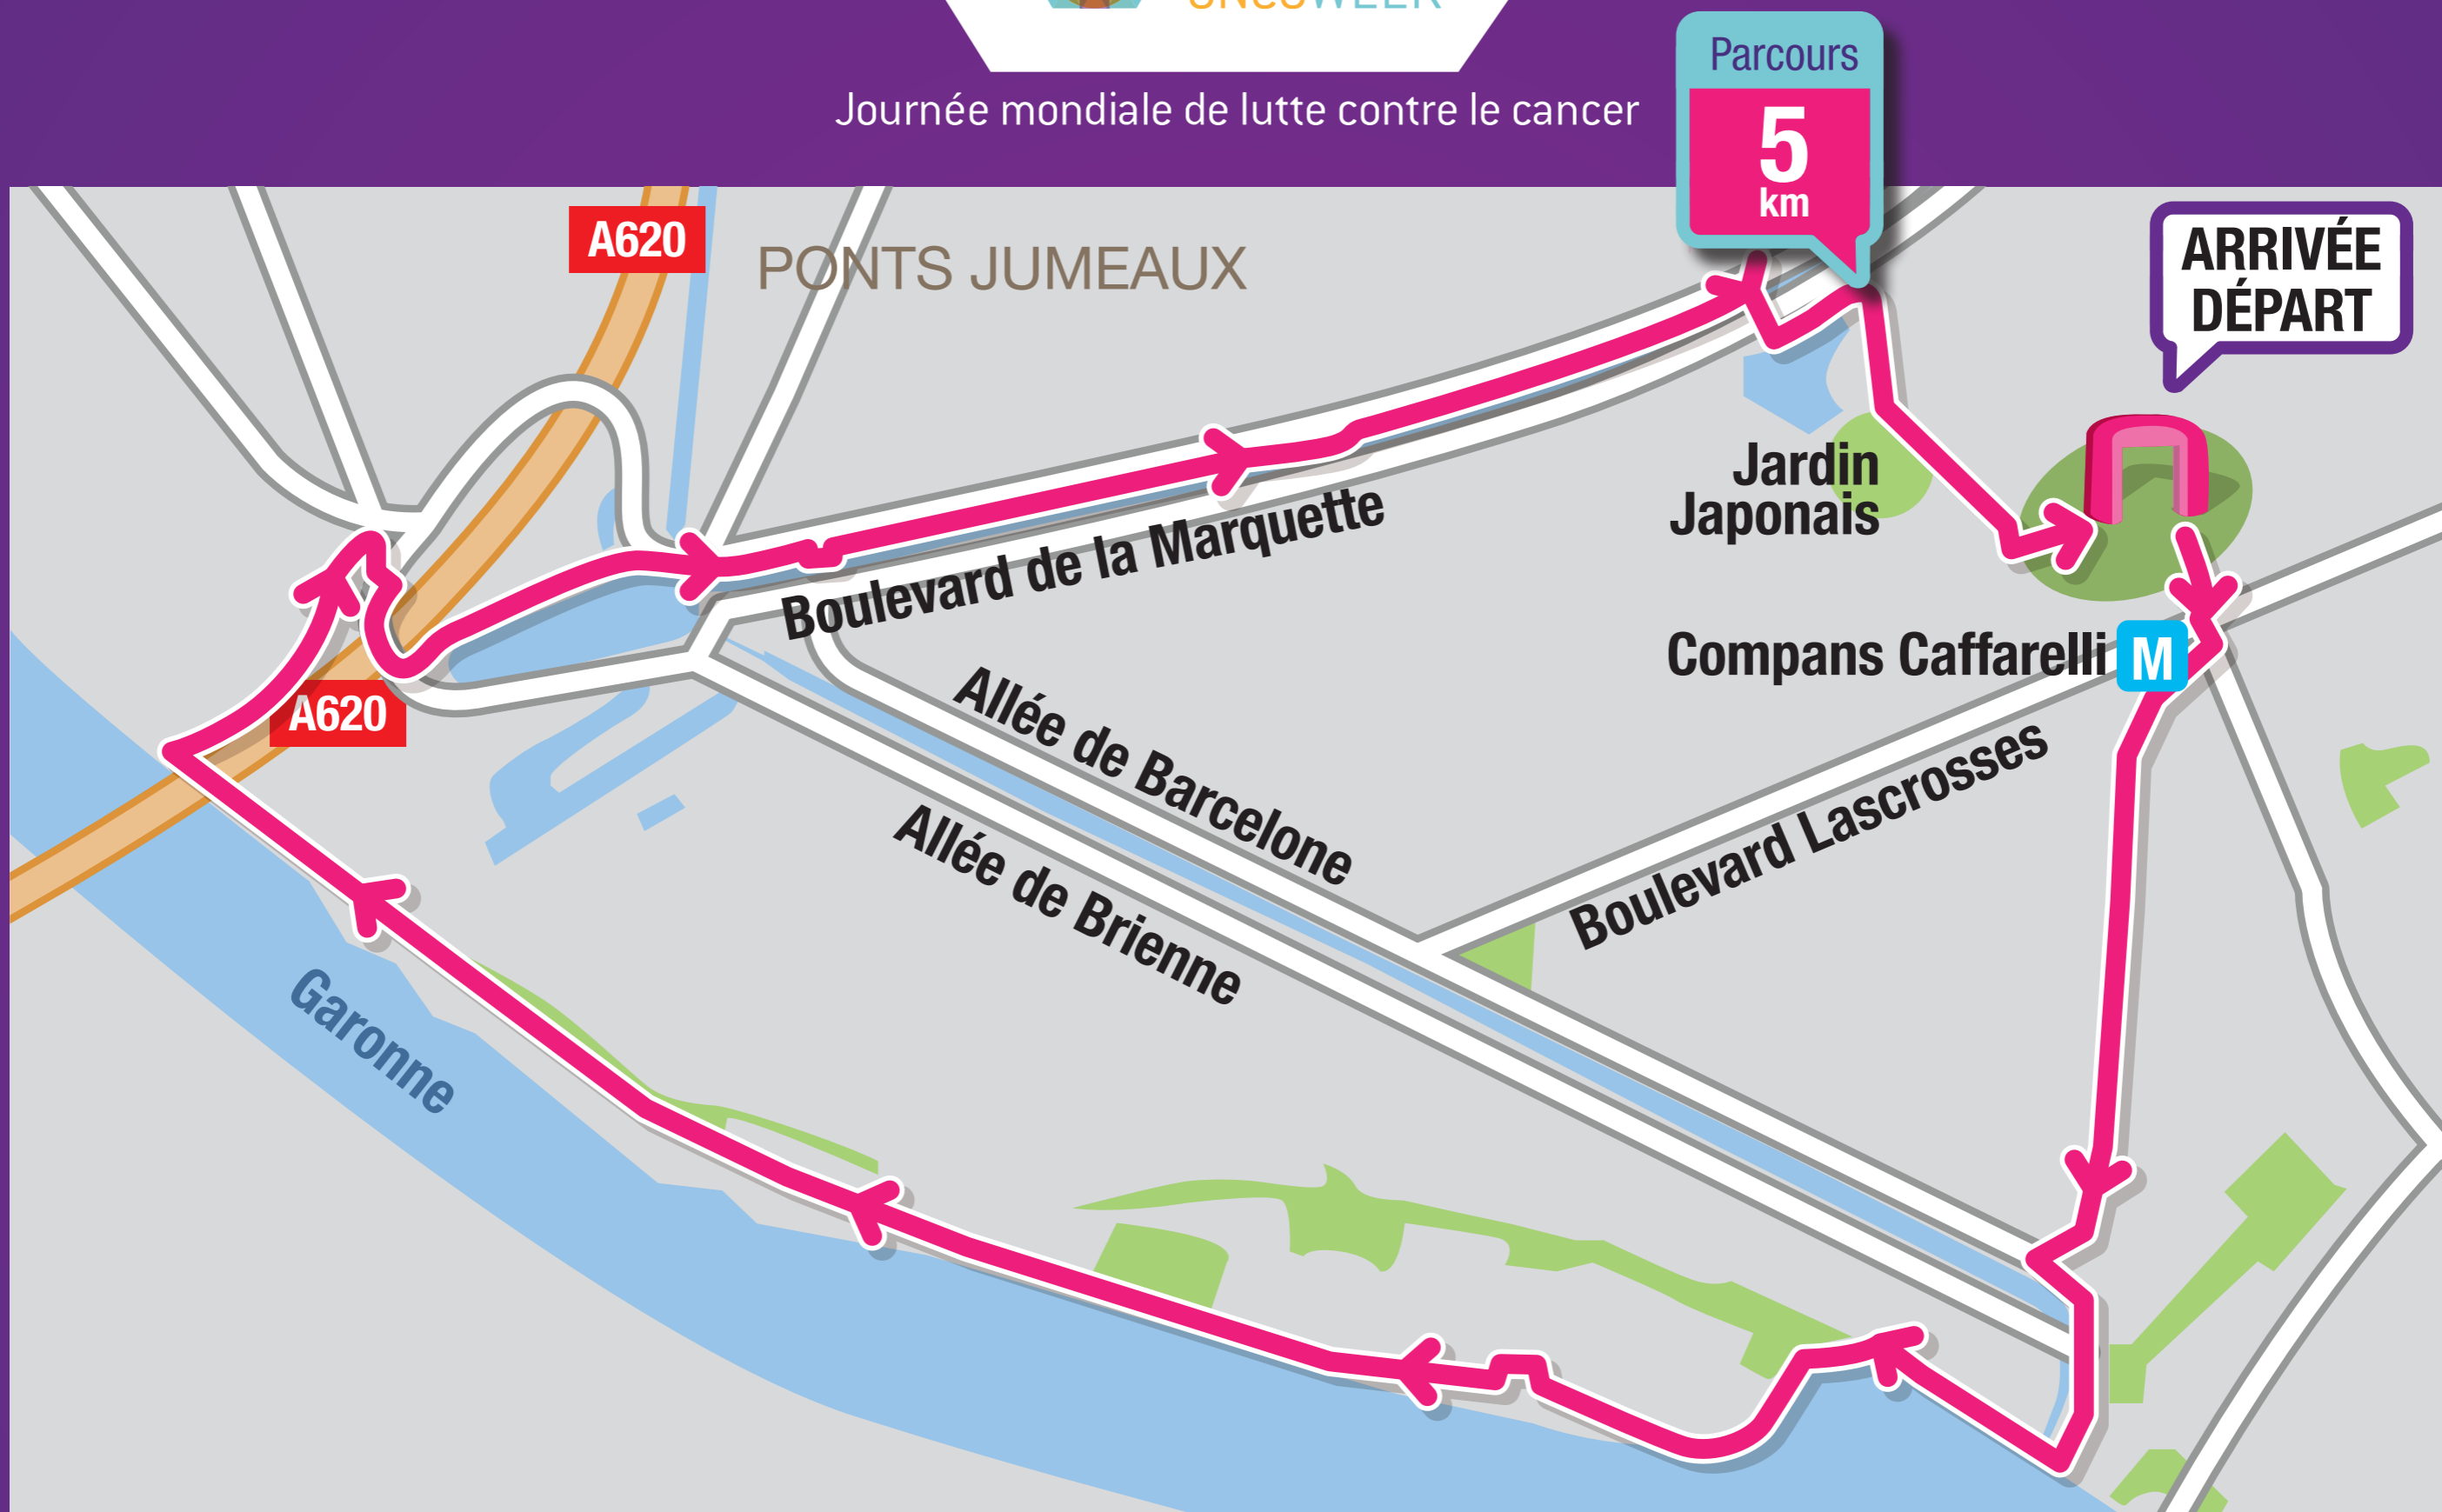 Journée mondiale de lutte contre le cancer
Parcours
5
km
A620
PONTS JUMEAUX
ARRIVÉE
DÉPART
Jardin
Japonais
Boulevard de la Marquette
Compans Caffarelli M
A620
Allée de Barcelone
Boulevard Lascrosses
Allée de Brienne
Garonne